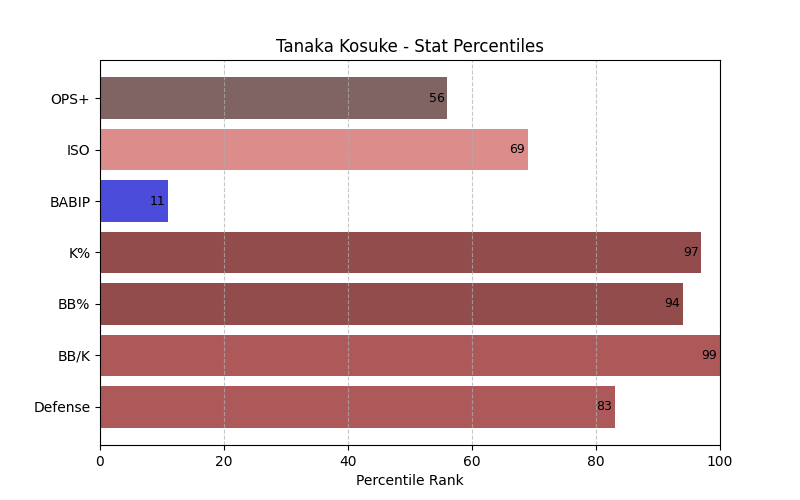 Tanaka Kosuke - Stat Percentiles
OPS+ 56
ISO 69
BABIP 11
K% 97
BB% 94
BB/K 99
Defense 83
0 20 40 60 80 100
Percentile Rank